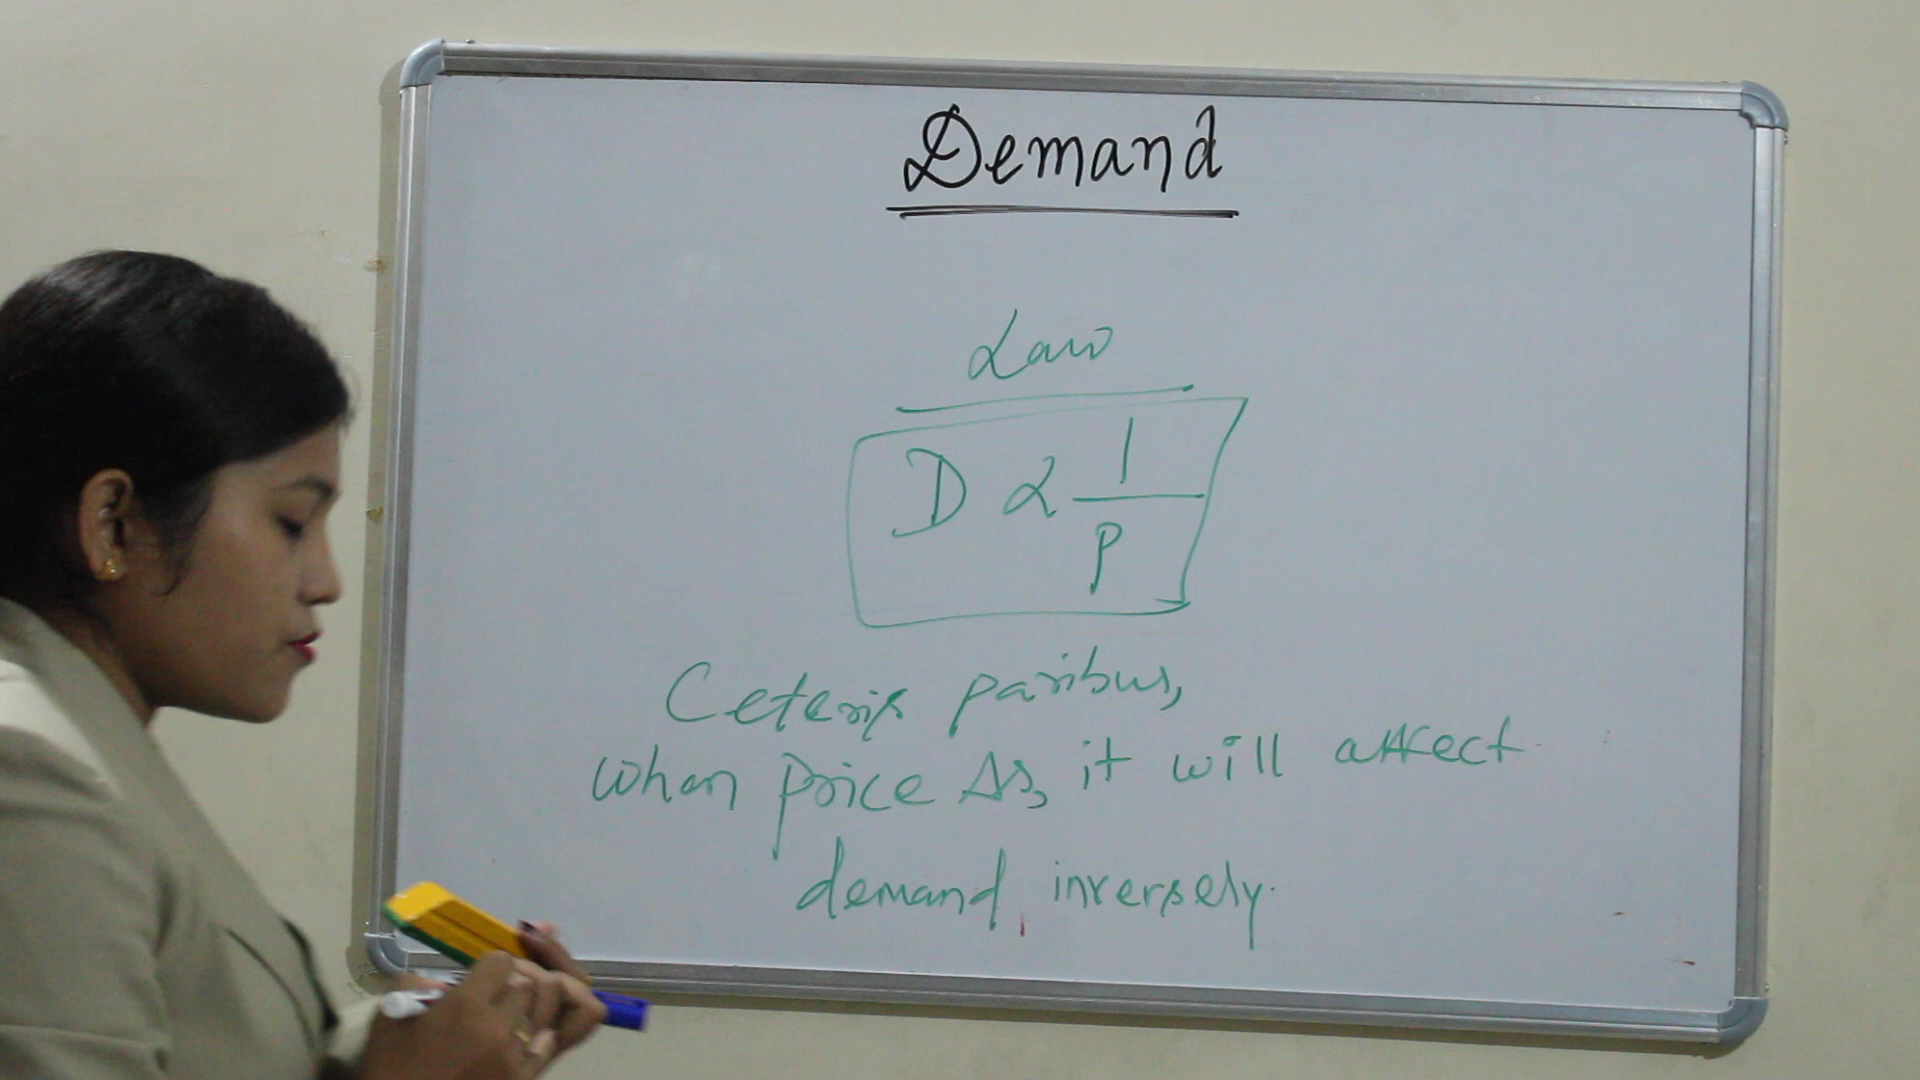 Demand
Law
D ∝ 1/P
Ceteris paribus,
when price Δs, it will affect
demand inversely.